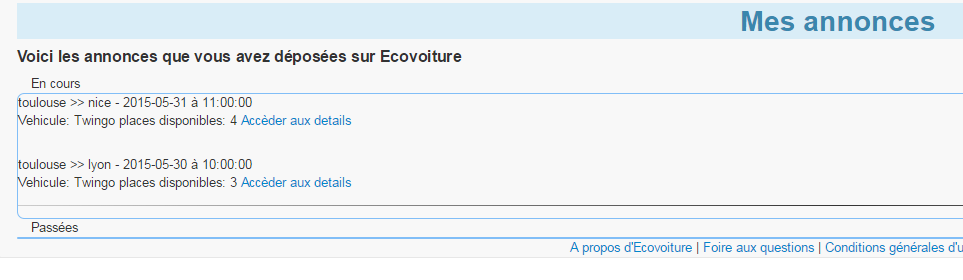 Mes annonces
Voici les annonces que vous avez déposées sur Ecovoiture
En cours
toulouse >> nice - 2015-05-31 à 11:00:00
Vehicule: Twingo places disponibles: 4 Accèder aux details
toulouse >> lyon - 2015-05-30 à 10:00:00
Vehicule: Twingo places disponibles: 3 Accèder aux details
Passées
A propos d'Ecovoiture | Foire aux questions | Conditions générales d'u